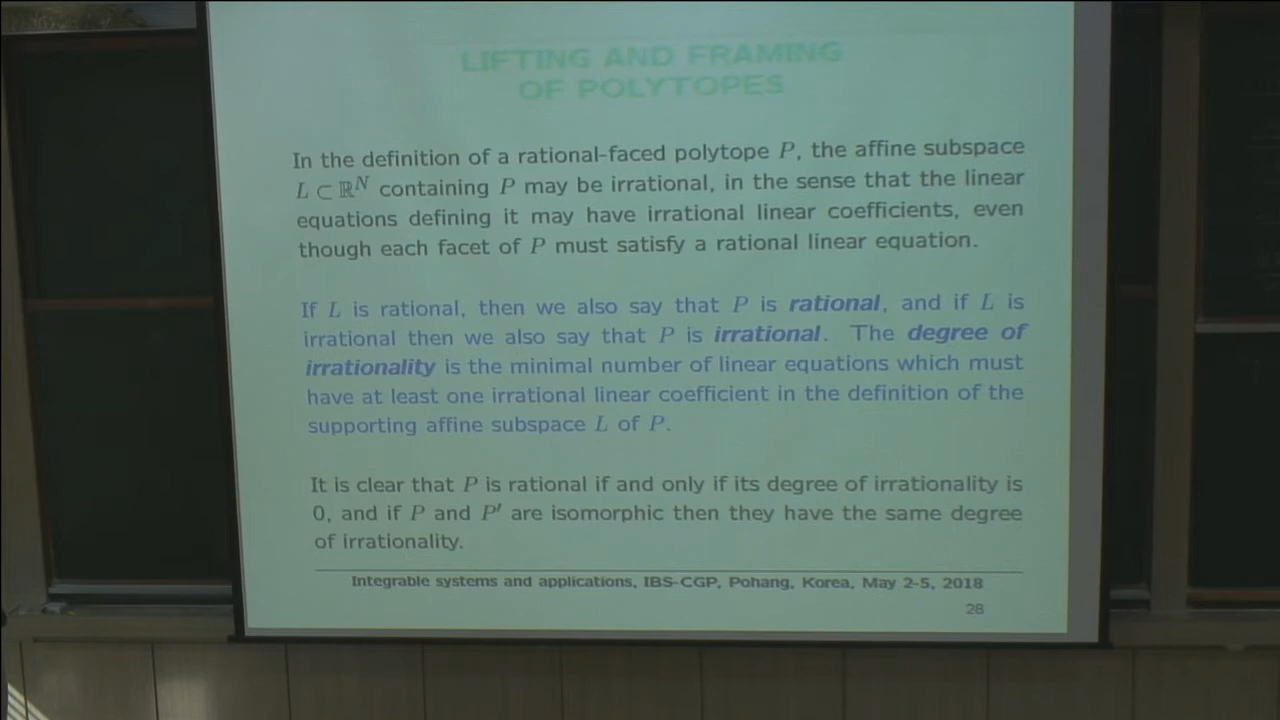 LIFTING AND FRAMING
OF POLYTOPES
In the definition of a rational-faced polytope P, the affine subspace
L ⊂ ℝᴺ containing P may be irrational, in the sense that the linear
equations defining it may have irrational linear coefficients, even
though each facet of P must satisfy a rational linear equation.
If L is rational, then we also say that P is rational, and if L is
irrational then we also say that P is irrational. The degree of
irrationality is the minimal number of linear equations which must
have at least one irrational linear coefficient in the definition of the
supporting affine subspace L of P.
It is clear that P is rational if and only if its degree of irrationality is
0, and if P and P′ are isomorphic then they have the same degree
of irrationality.
Integrable systems and applications, IBS-CGP, Pohang, Korea, May 2-5, 2018
28